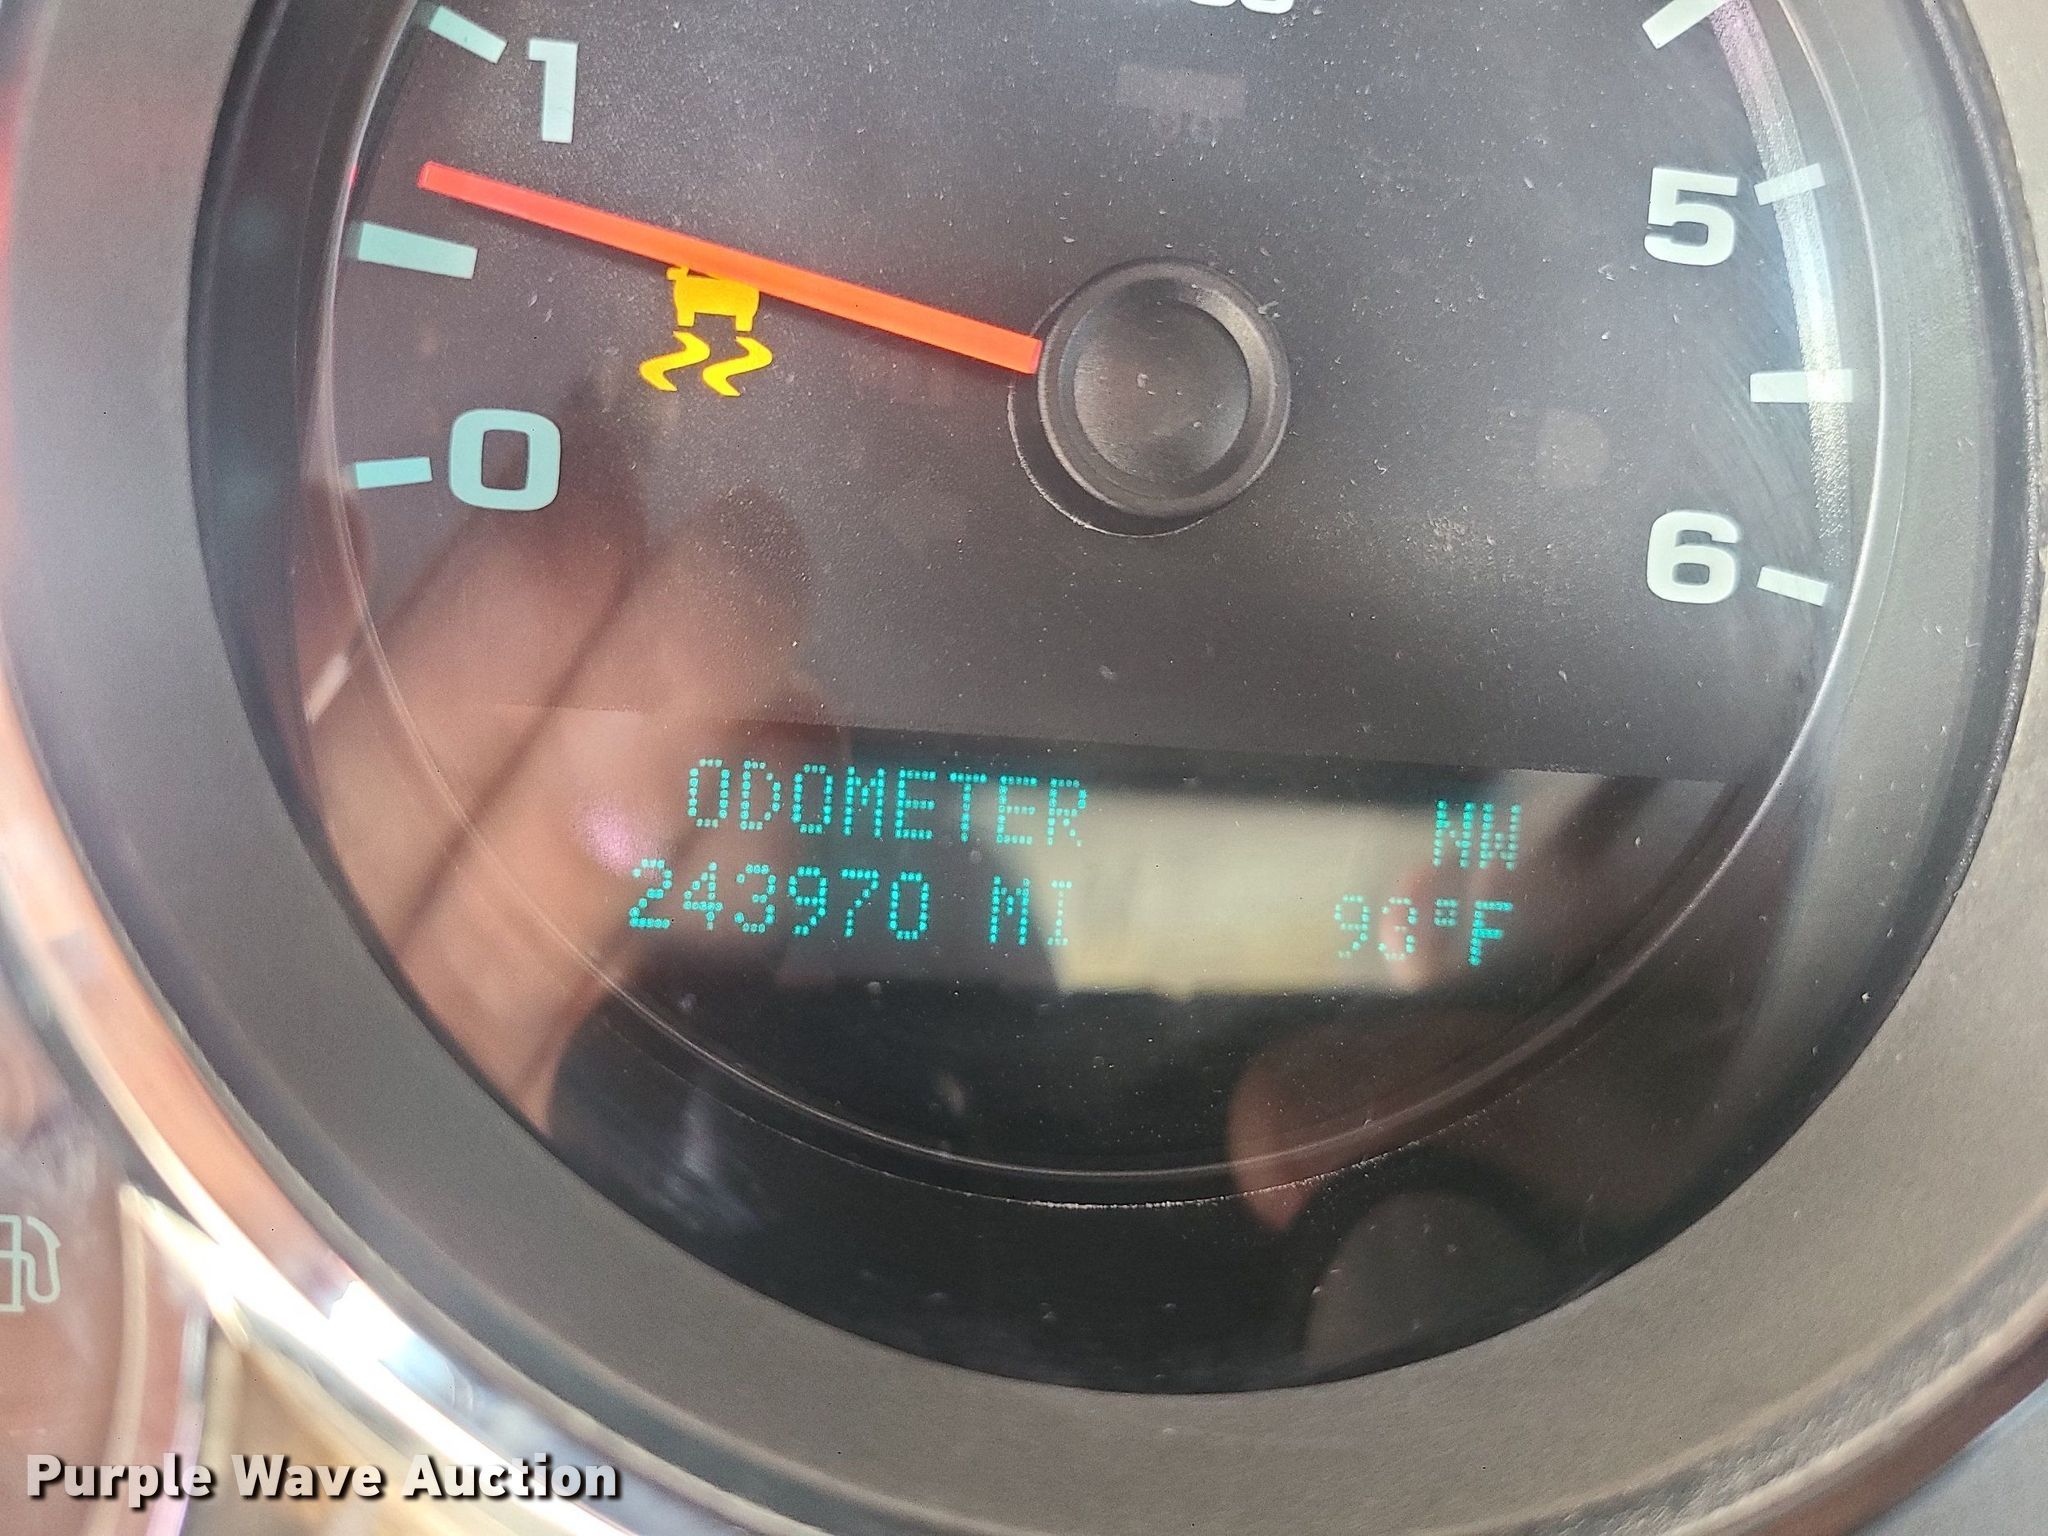 1
5
0
6
ODOMETER NW
243970 MI 93°F
Purple Wave Auction